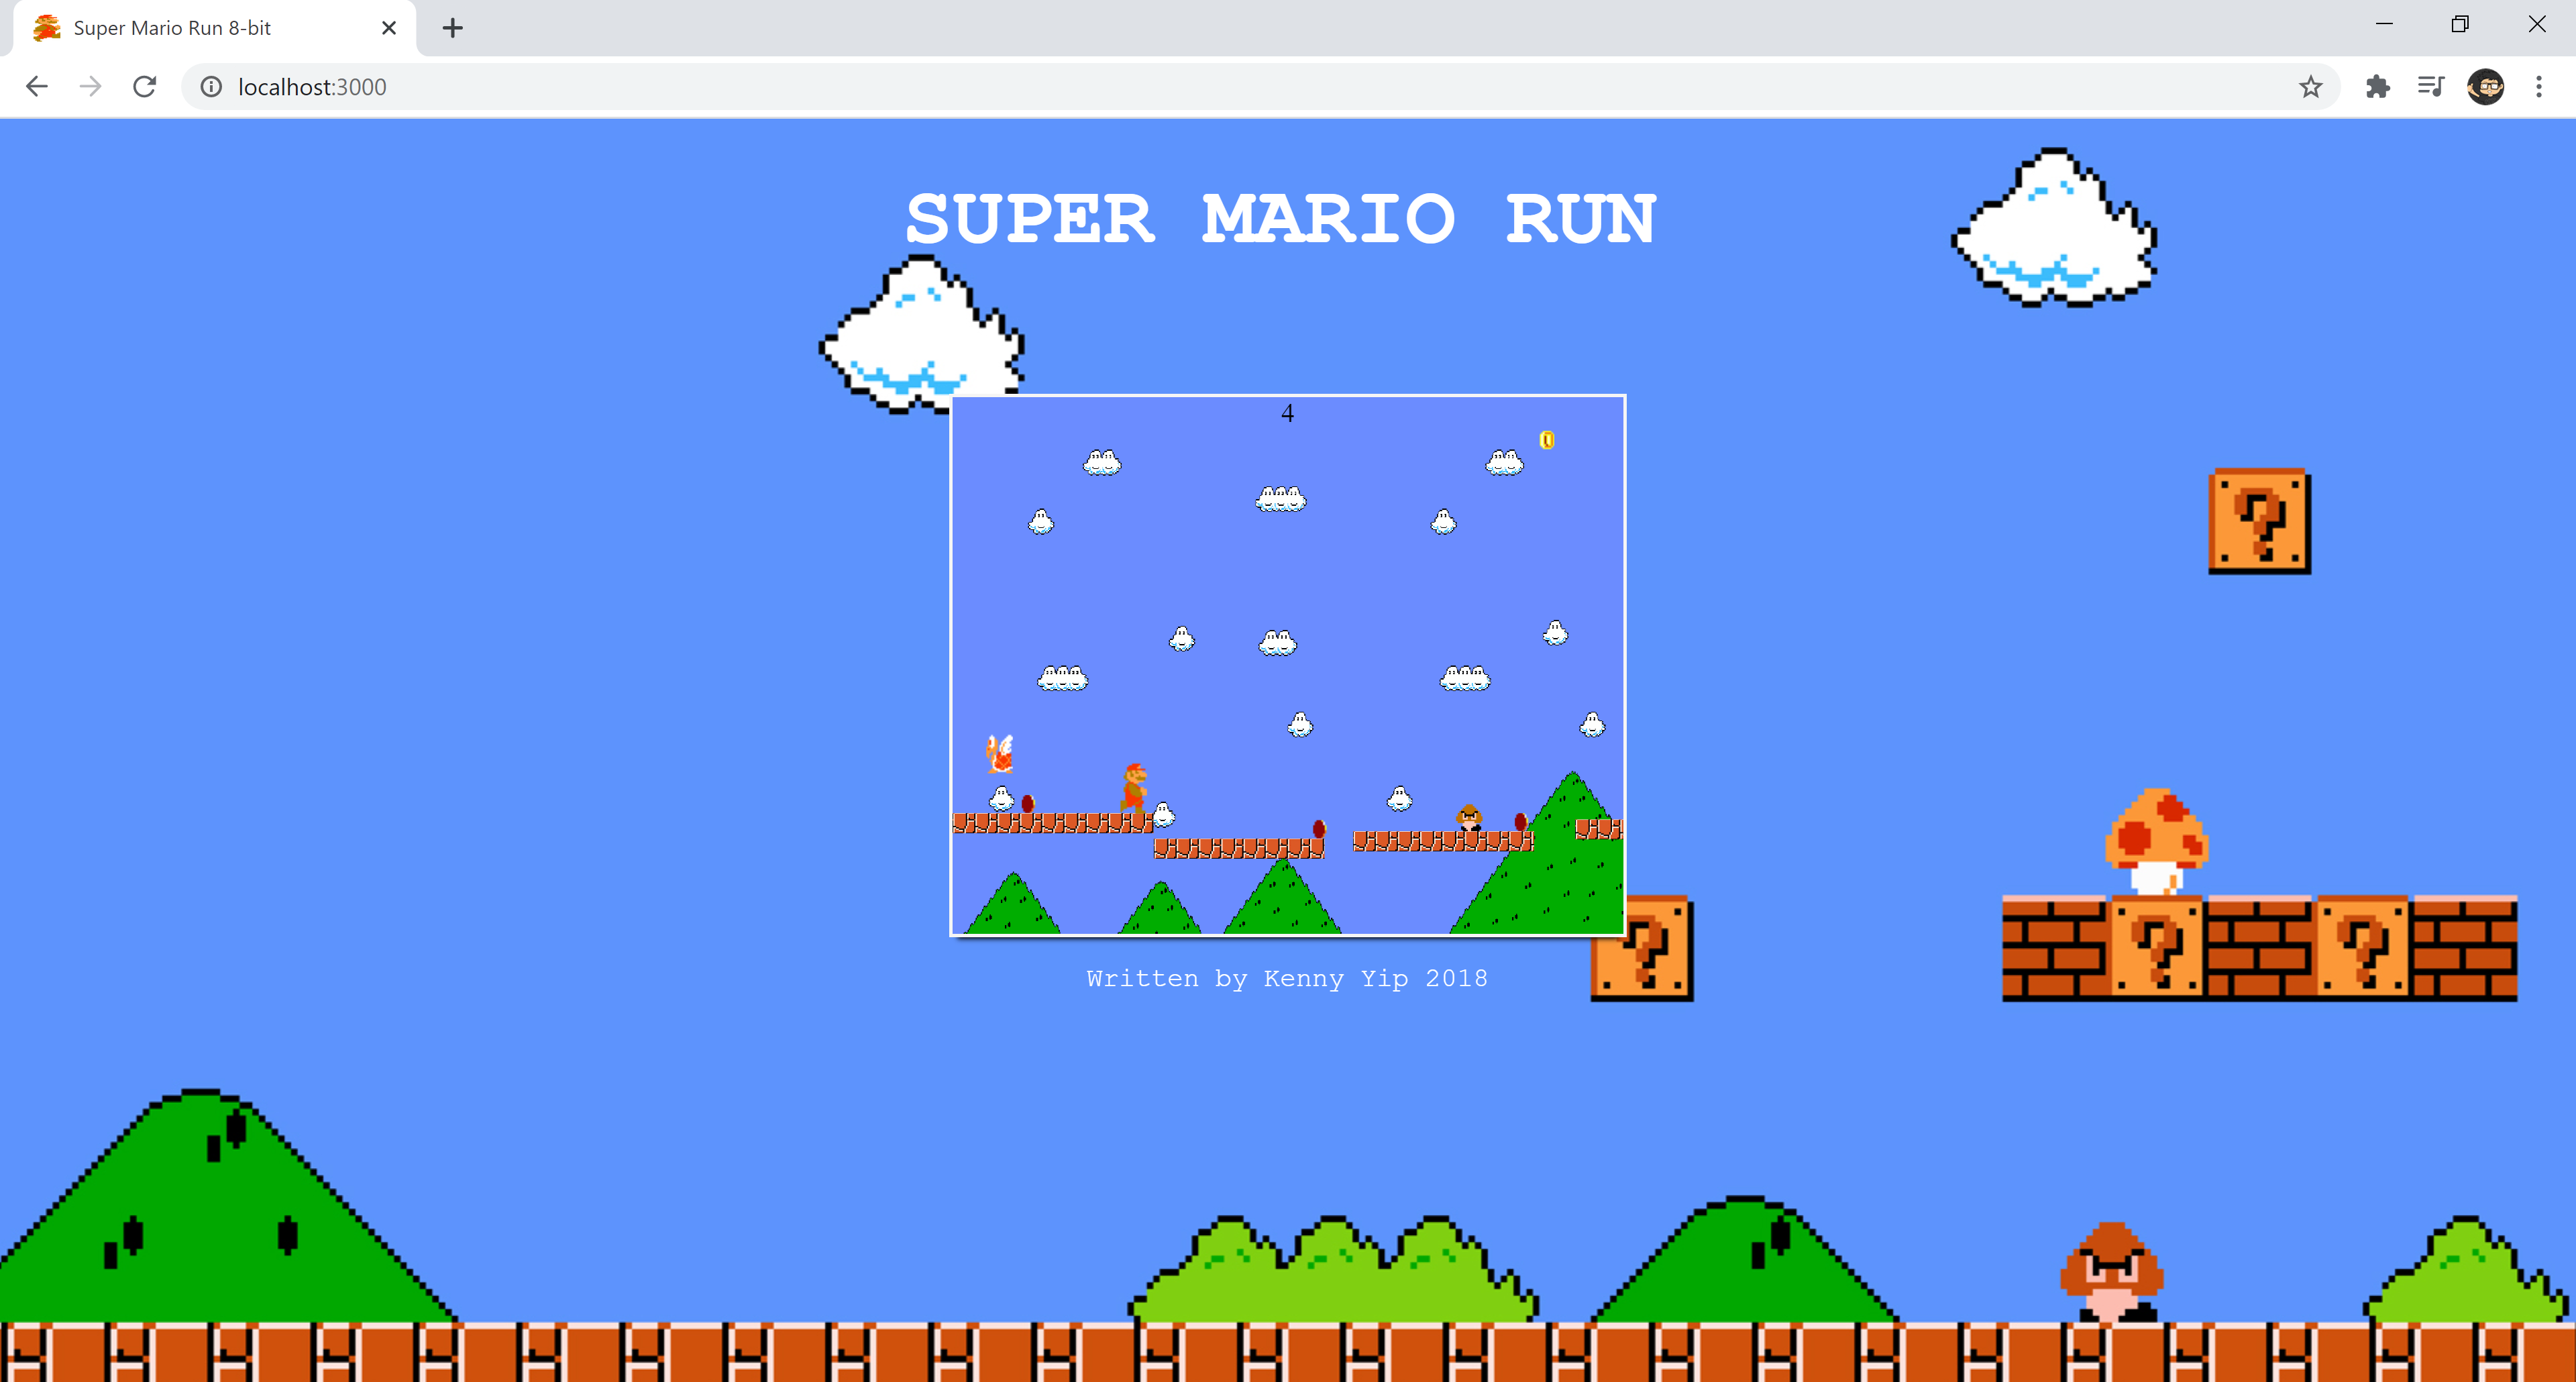 Super Mario Run 8-bit
localhost:3000
SUPER MARIO RUN
4
?
?
?
?
Written by Kenny Yip 2018